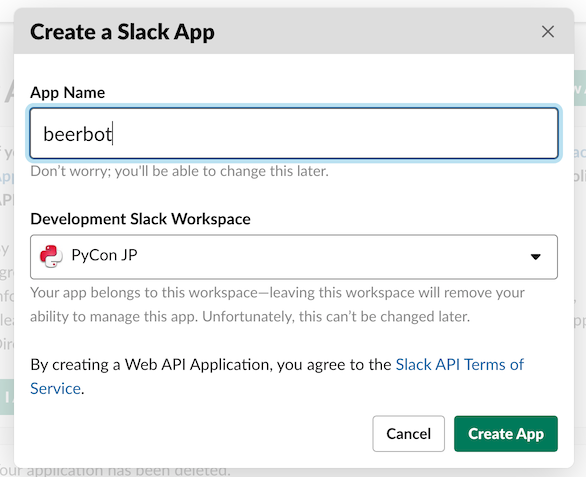 Create a Slack App
App Name
beerbot
Don't worry; you'll be able to change this later.
Development Slack Workspace
PyCon JP
Your app belongs to this workspace—leaving this workspace will remove your
ability to manage this app. Unfortunately, this can't be changed later.
By creating a Web API Application, you agree to the Slack API Terms of
Service.
Cancel
Create App
our application has been deleted.